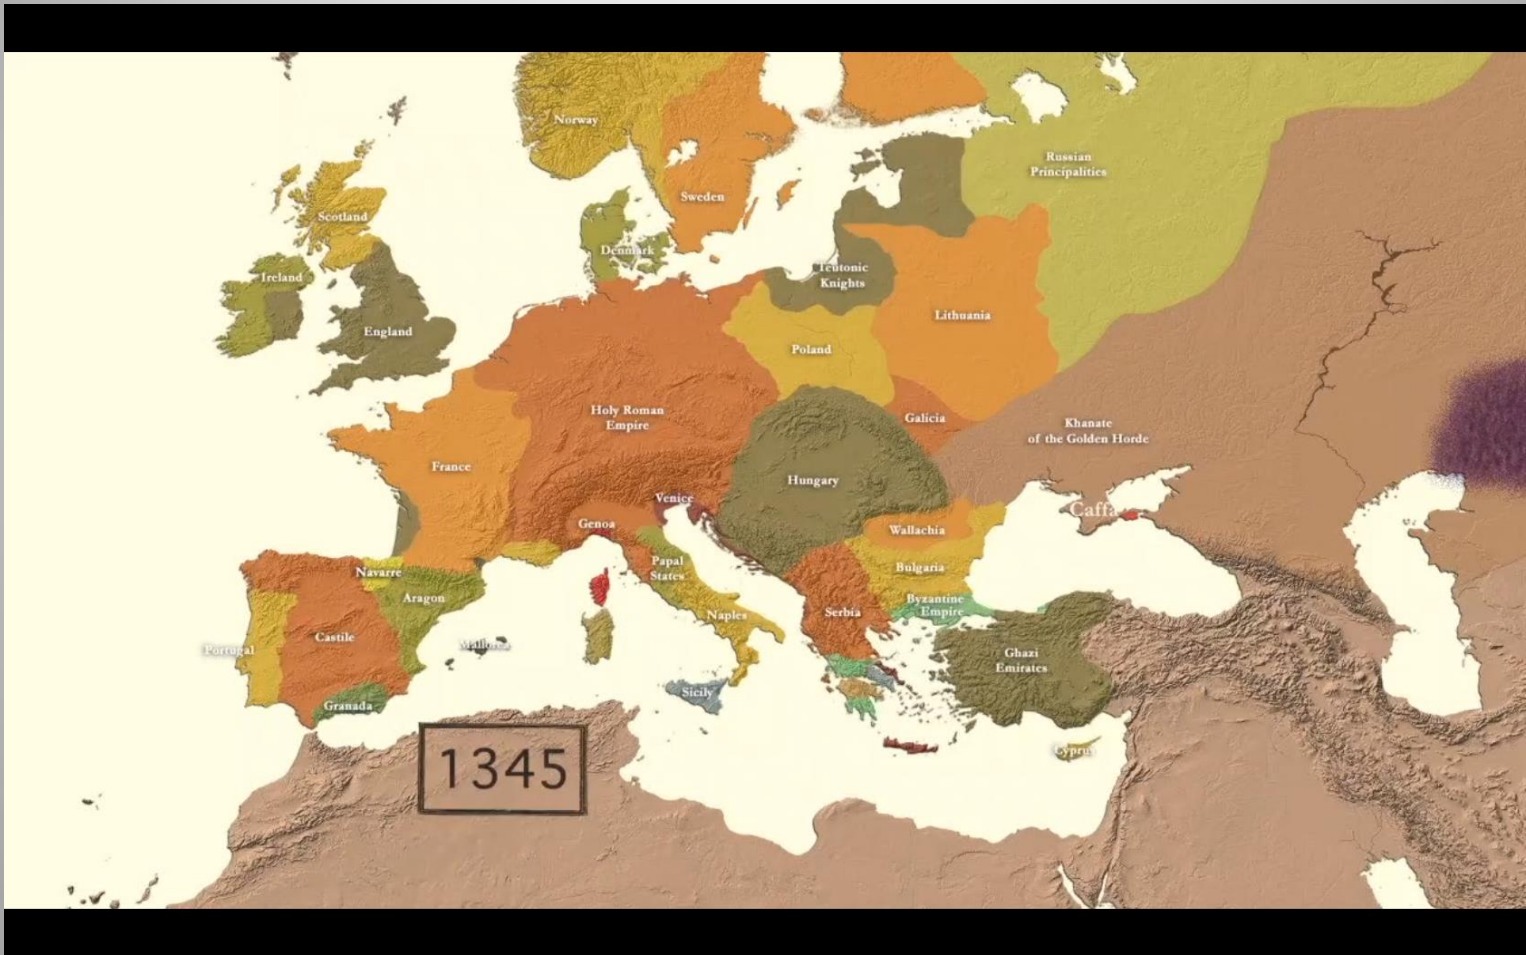 Norway
Sweden
Russian
Principalities
Scotland
Denmark
Ireland
England
Teutonic
Knights
Lithuania
Poland
Holy Roman
Empire
Galicia
Khanate
of the Golden Horde
France
Hungary
Venice
Genoa
Caffa
Wallachia
Navarre
Papal
States
Bulgaria
Aragon
Byzantine
Empire
Naples
Serbia
Castile
Portugal
Mallorca
Ghazi
Emirates
Sicily
Granada
Cyprus
1345